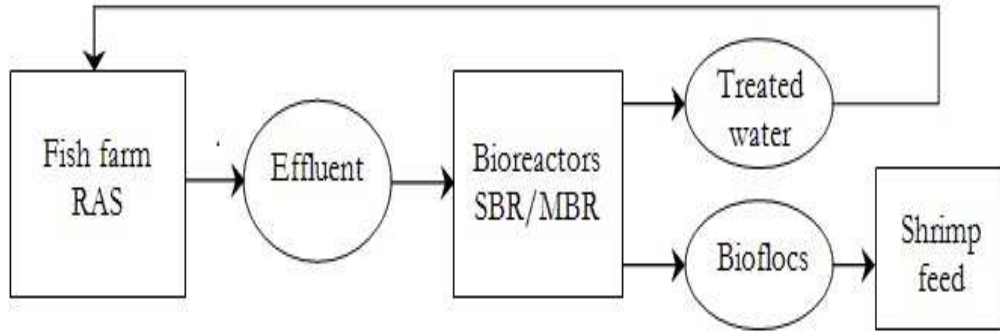 Fish farm
RAS
Effluent
Bioreactors
SBR/MBR
Treated
water
Bioflocs
Shrimp
feed